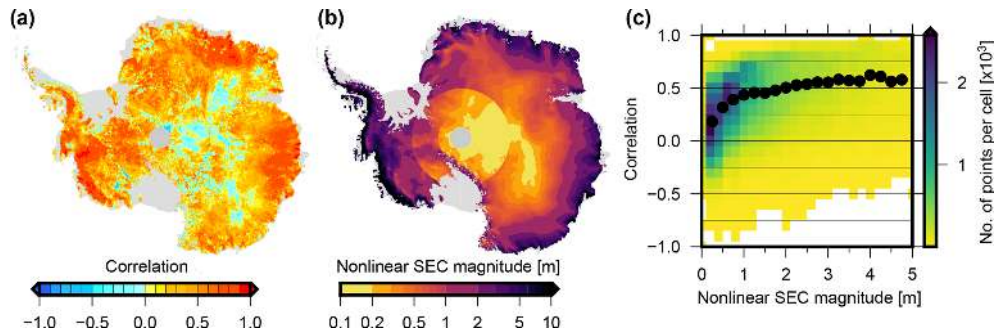 (a)
(b)
(c)
Correlation
−1.0 −0.5 0.0 0.5 1.0
Nonlinear SEC magnitude [m]
0.1 0.2 0.5 1 2 5 10
Correlation
1.0
0.5
0.0
−0.5
−1.0
0 1 2 3 4 5
Nonlinear SEC magnitude [m]
2
1
No. of points per cell [x10³]